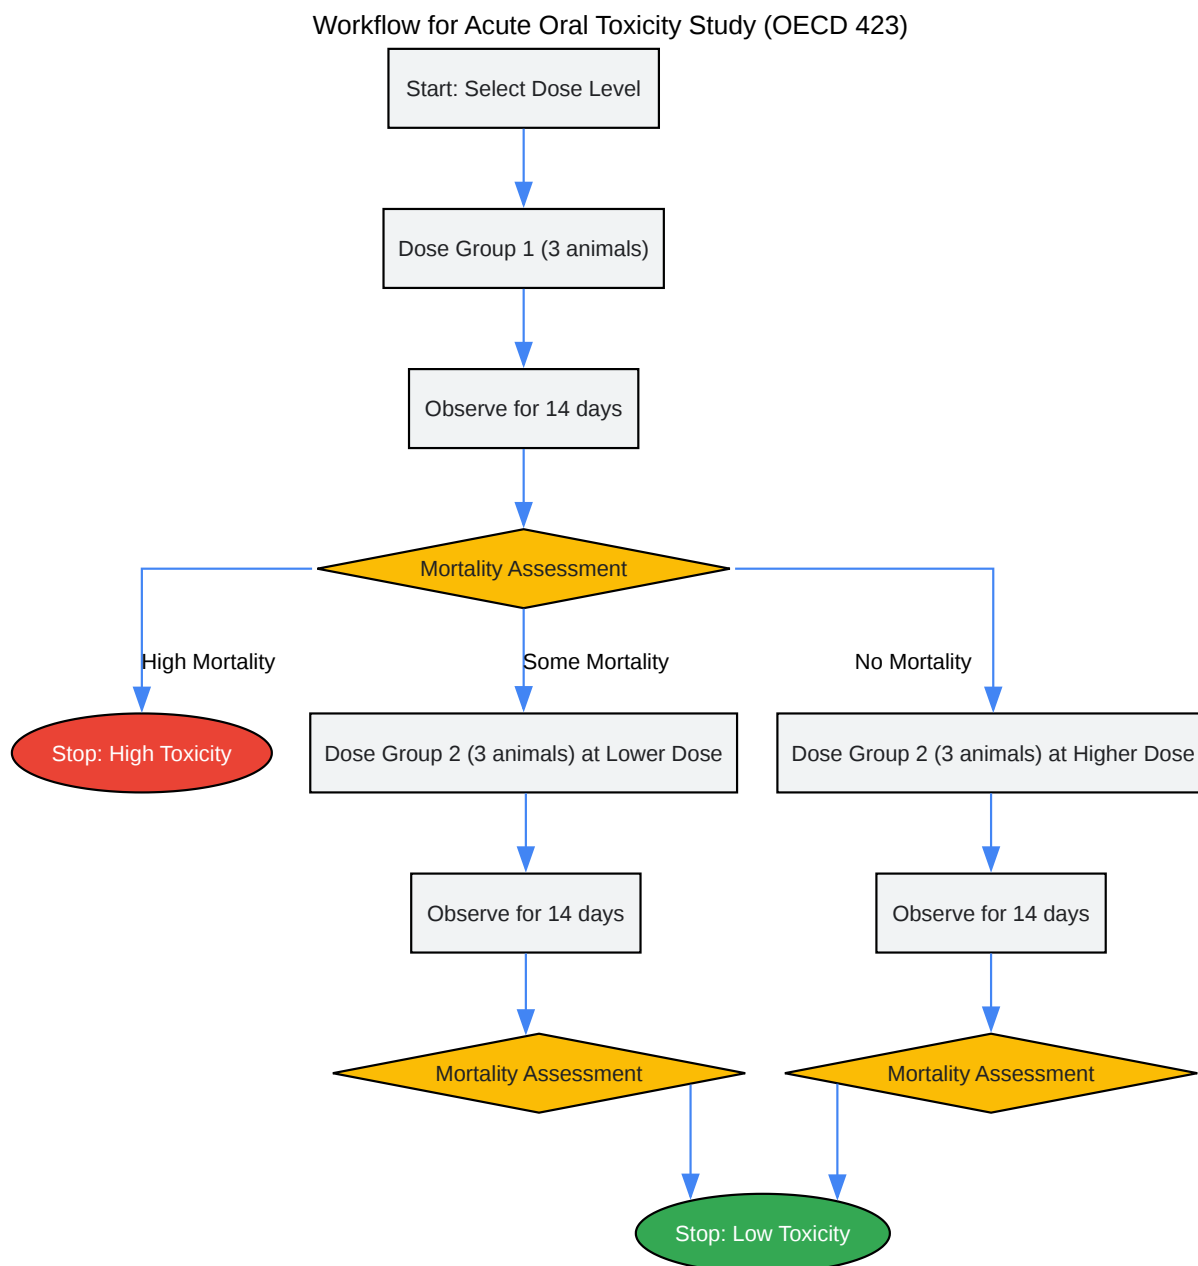 Workflow for Acute Oral Toxicity Study (OECD 423)
Start: Select Dose Level
Dose Group 1 (3 animals)
Observe for 14 days
Mortality Assessment
High Mortality
Some Mortality
No Mortality
Stop: High Toxicity
Dose Group 2 (3 animals) at Lower Dose
Dose Group 2 (3 animals) at Higher Dose
Observe for 14 days
Observe for 14 days
Mortality Assessment
Mortality Assessment
Stop: Low Toxicity